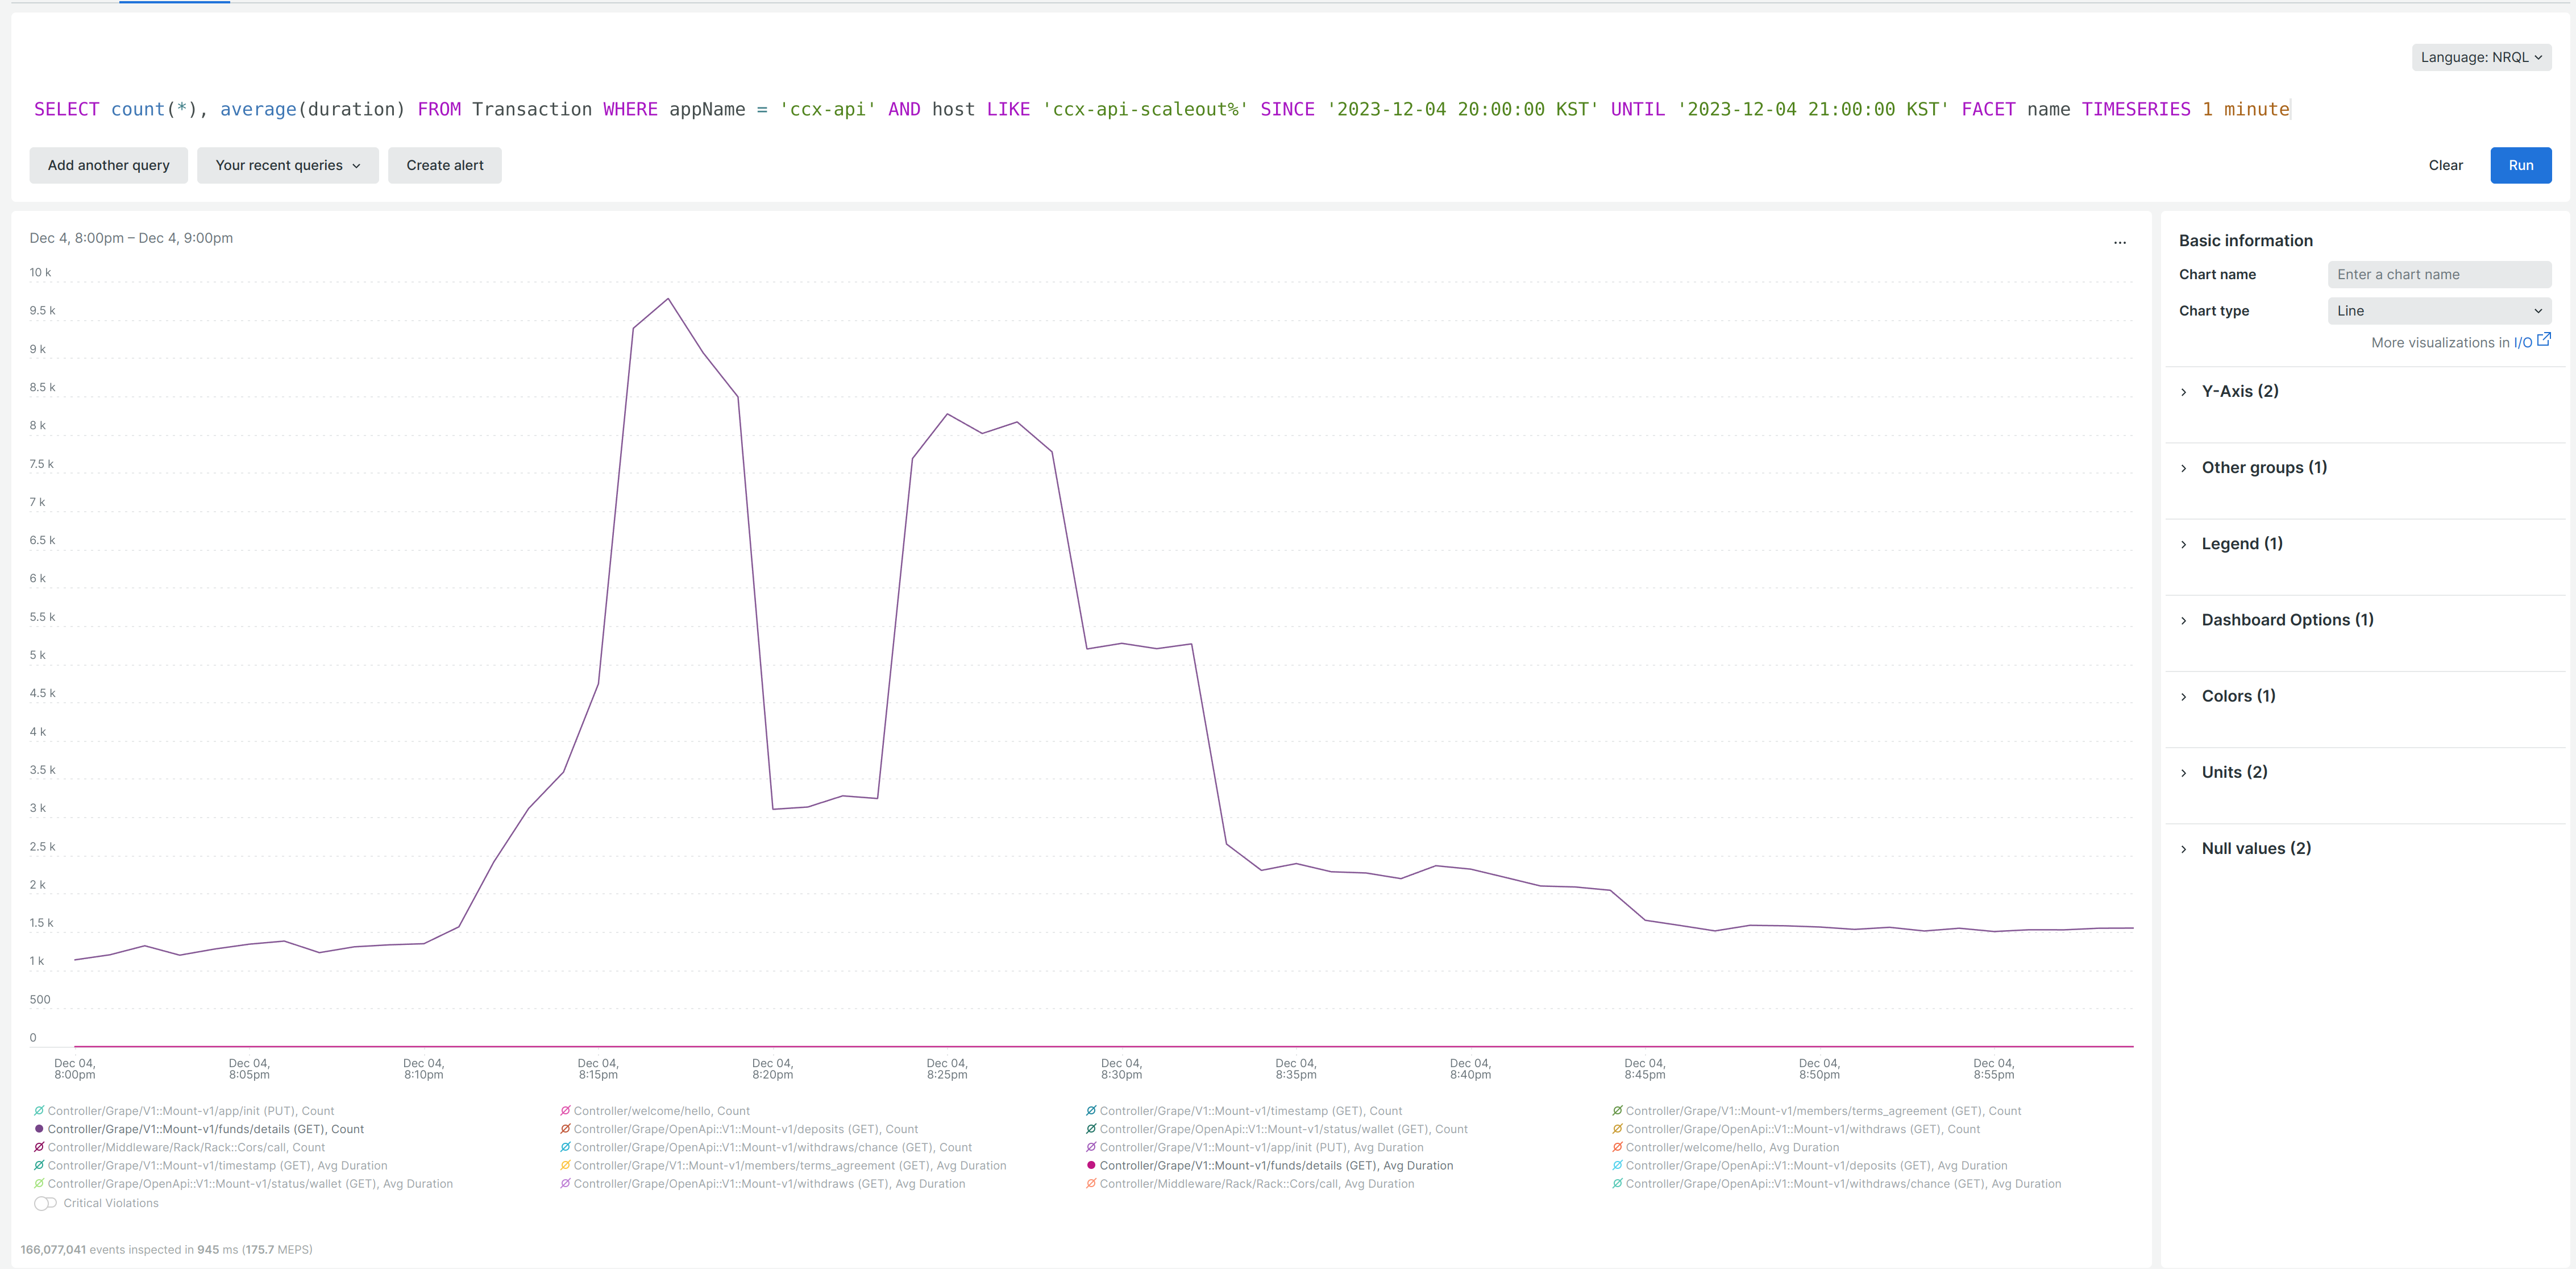 Language: NRQL
SELECT count(*), average(duration) FROM Transaction WHERE appName = 'ccx-api' AND host LIKE 'ccx-api-scaleout%' SINCE '2023-12-04 20:00:00 KST' UNTIL '2023-12-04 21:00:00 KST' FACET name TIMESERIES 1 minute
Add another query
Your recent queries
Create alert
Clear
Run
Dec 4, 8:00pm – Dec 4, 9:00pm
...
10 k
9.5 k
9 k
8.5 k
8 k
7.5 k
7 k
6.5 k
6 k
5.5 k
5 k
4.5 k
4 k
3.5 k
3 k
2.5 k
2 k
1.5 k
1 k
500
0
Dec 04,
8:00pm
Dec 04,
8:05pm
Dec 04,
8:10pm
Dec 04,
8:15pm
Dec 04,
8:20pm
Dec 04,
8:25pm
Dec 04,
8:30pm
Dec 04,
8:35pm
Dec 04,
8:40pm
Dec 04,
8:45pm
Dec 04,
8:50pm
Dec 04,
8:55pm
Controller/Grape/V1::Mount-v1/app/init (PUT), Count
Controller/welcome/hello, Count
Controller/Grape/V1::Mount-v1/timestamp (GET), Count
Controller/Grape/V1::Mount-v1/members/terms_agreement (GET), Count
Controller/Grape/V1::Mount-v1/funds/details (GET), Count
Controller/Grape/OpenApi::V1::Mount-v1/deposits (GET), Count
Controller/Grape/OpenApi::V1::Mount-v1/status/wallet (GET), Count
Controller/Grape/OpenApi::V1::Mount-v1/withdraws (GET), Count
Controller/Middleware/Rack/Rack::Cors/call, Count
Controller/Grape/OpenApi::V1::Mount-v1/withdraws/chance (GET), Count
Controller/Grape/V1::Mount-v1/app/init (PUT), Avg Duration
Controller/welcome/hello, Avg Duration
Controller/Grape/V1::Mount-v1/timestamp (GET), Avg Duration
Controller/Grape/V1::Mount-v1/members/terms_agreement (GET), Avg Duration
Controller/Grape/V1::Mount-v1/funds/details (GET), Avg Duration
Controller/Grape/OpenApi::V1::Mount-v1/deposits (GET), Avg Duration
Controller/Grape/OpenApi::V1::Mount-v1/status/wallet (GET), Avg Duration
Controller/Grape/OpenApi::V1::Mount-v1/withdraws (GET), Avg Duration
Controller/Middleware/Rack/Rack::Cors/call, Avg Duration
Controller/Grape/OpenApi::V1::Mount-v1/withdraws/chance (GET), Avg Duration
Critical Violations
166,077,041 events inspected in 945 ms (175.7 MEPS)
Basic information
Chart name
Enter a chart name
Chart type
Line
More visualizations in I/O
Y-Axis (2)
Other groups (1)
Legend (1)
Dashboard Options (1)
Colors (1)
Units (2)
Null values (2)